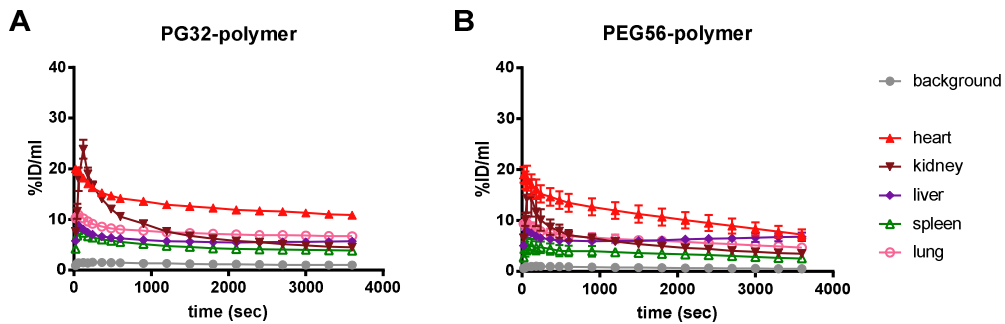 A
PG32-polymer
%ID/ml
40
30
20
10
0
0
1000
2000
3000
4000
time (sec)
B
PEG56-polymer
%ID/ml
40
30
20
10
0
0
1000
2000
3000
4000
time (sec)
background
heart
kidney
liver
spleen
lung